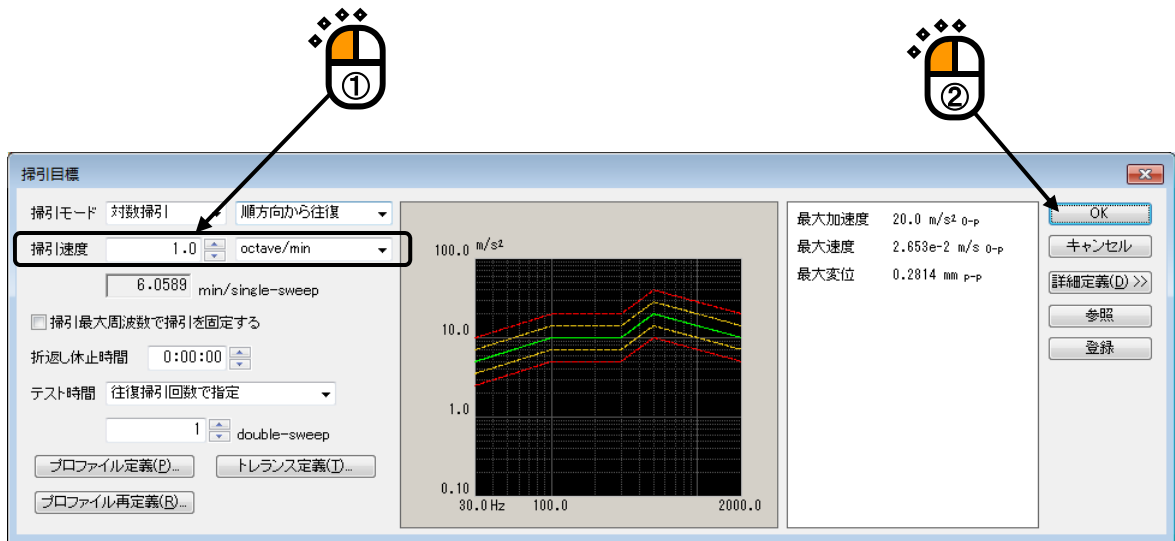 ①
②
掃引目標
掃引モード 対数掃引 順方向から往復
掃引速度 1.0 octave/min
6.0589 min/single-sweep
掃引最大周波数で掃引を固定する
折返し休止時間 0:00:00
テスト時間 往復掃引回数で指定
1 double-sweep
プロファイル定義(P)... トレランス定義(T)...
プロファイル再定義(R)...
100.0 m/s²
10.0
1.0
0.10
30.0 Hz 100.0 2000.0
最大加速度 20.0 m/s² 0-p
最大速度 2.653e-2 m/s 0-p
最大変位 0.2814 mm p-p
OK
キャンセル
詳細定義(D) >>
参照
登録